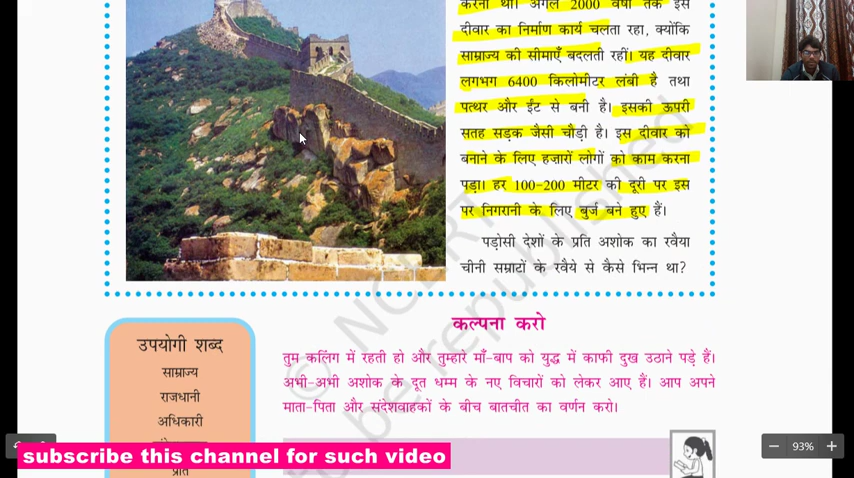 करना था। अगले 2000 वर्षों तक इस
दीवार का निर्माण कार्य चलता रहा, क्योंकि
साम्राज्य की सीमाएँ बदलती रहीं। यह दीवार
लगभग 6400 किलोमीटर लंबी है तथा
पत्थर और ईंट से बनी है। इसकी ऊपरी
सतह सड़क जैसी चौड़ी है। इस दीवार को
बनाने के लिए हज़ारों लोगों को काम करना
पड़ा। हर 100-200 मीटर की दूरी पर इस
पर निगरानी के लिए बुर्ज बने हुए हैं।
पड़ोसी देशों के प्रति अशोक का रवैया
चीनी सम्राटों के रवैये से कैसे भिन्न था?
कल्पना करो
तुम कलिंग में रहती हो और तुम्हारे माँ-बाप को युद्ध में काफी दुख उठाने पड़े हैं।
अभी-अभी अशोक के दूत धम्म के नए विचारों को लेकर आए हैं। आप अपने
माता-पिता और संदेशवाहकों के बीच बातचीत का वर्णन करो।
उपयोगी शब्द
साम्राज्य
राजधानी
अधिकारी
प्रांत
© NCERT
to be republished
93%
subscribe this channel for such video